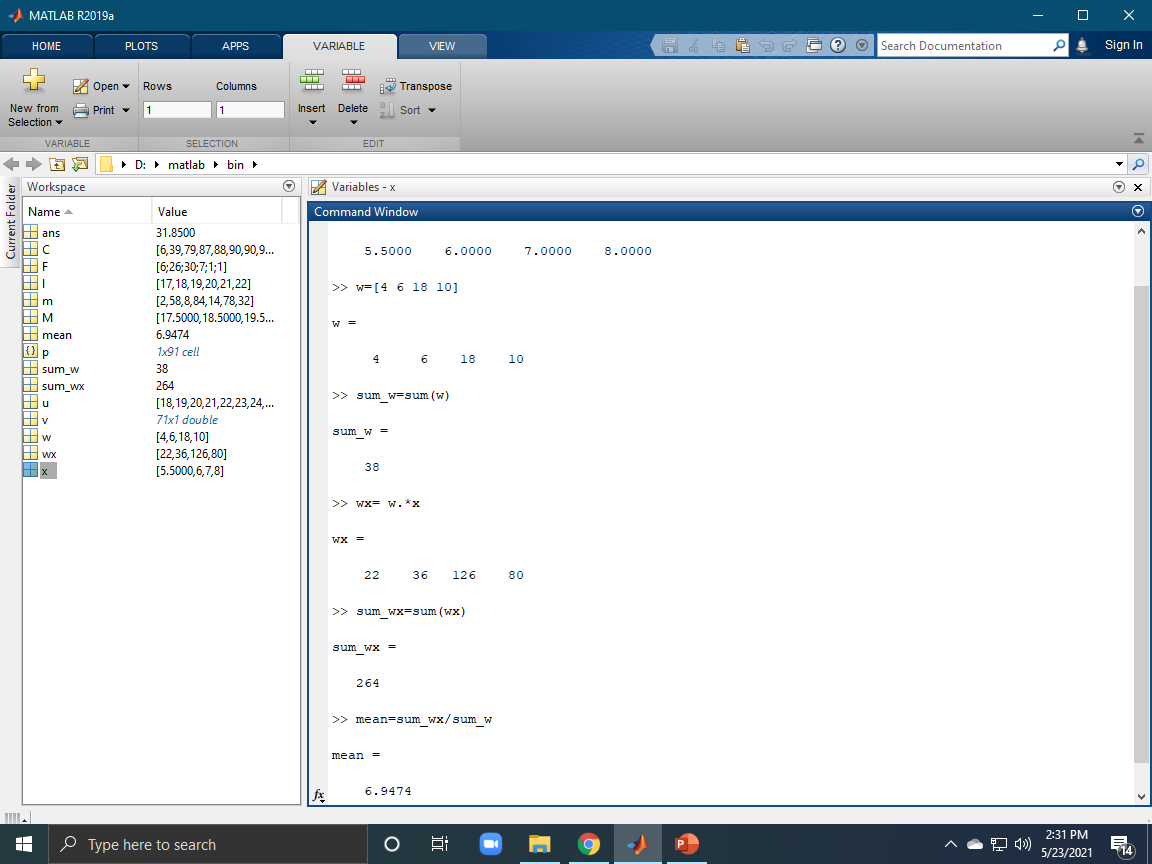 MATLAB R2019a
HOME PLOTS APPS VARIABLE VIEW
Search Documentation
Sign In
New from
Selection
Open
Print
Rows Columns
1 1
Insert Delete
Transpose
Sort
VARIABLE SELECTION EDIT
D: matlab bin
Current Folder
Workspace
Name Value
ans 31.8500
C [6,39,79,87,88,90,90,9...
F [6;26;30;7;1;1]
I [17,18,19,20,21,22]
m [2,58,8,84,14,78,32]
M [17.5000,18.5000,19.5...
mean 6.9474
{} p 1x91 cell
sum_w 38
sum_wx 264
u [18,19,20,21,22,23,24,...
v 71x1 double
w [4,6,18,10]
wx [22,36,126,80]
x [5.5000,6,7,8]
Variables - x
Command Window
5.5000 6.0000 7.0000 8.0000
>> w=[4 6 18 10]
w =
4 6 18 10
>> sum_w=sum(w)
sum_w =
38
>> wx= w.*x
wx =
22 36 126 80
>> sum_wx=sum(wx)
sum_wx =
264
>> mean=sum_wx/sum_w
mean =
6.9474
fx
Type here to search
2:31 PM
5/23/2021
14